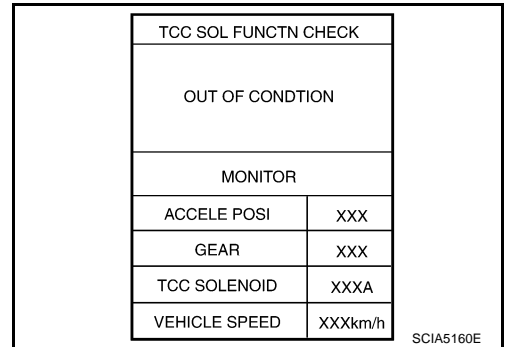 TCC SOL FUNCTN CHECK
OUT OF CONDTION
MONITOR
ACCELE POSI XXX
GEAR XXX
TCC SOLENOID XXXA
VEHICLE SPEED XXXkm/h
SCIA5160E